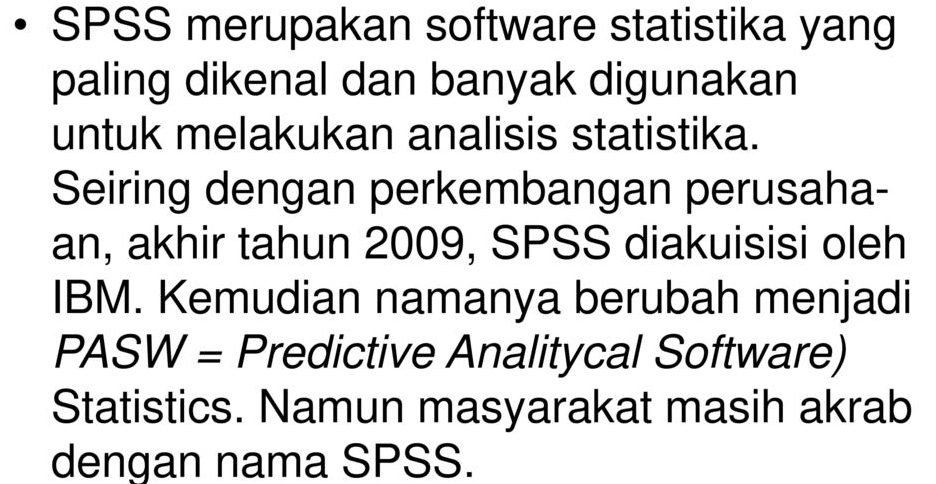 • SPSS merupakan software statistika yang
paling dikenal dan banyak digunakan
untuk melakukan analisis statistika.
Seiring dengan perkembangan perusaha-
an, akhir tahun 2009, SPSS diakuisisi oleh
IBM. Kemudian namanya berubah menjadi
PASW = Predictive Analitycal Software)
Statistics. Namun masyarakat masih akrab
dengan nama SPSS.